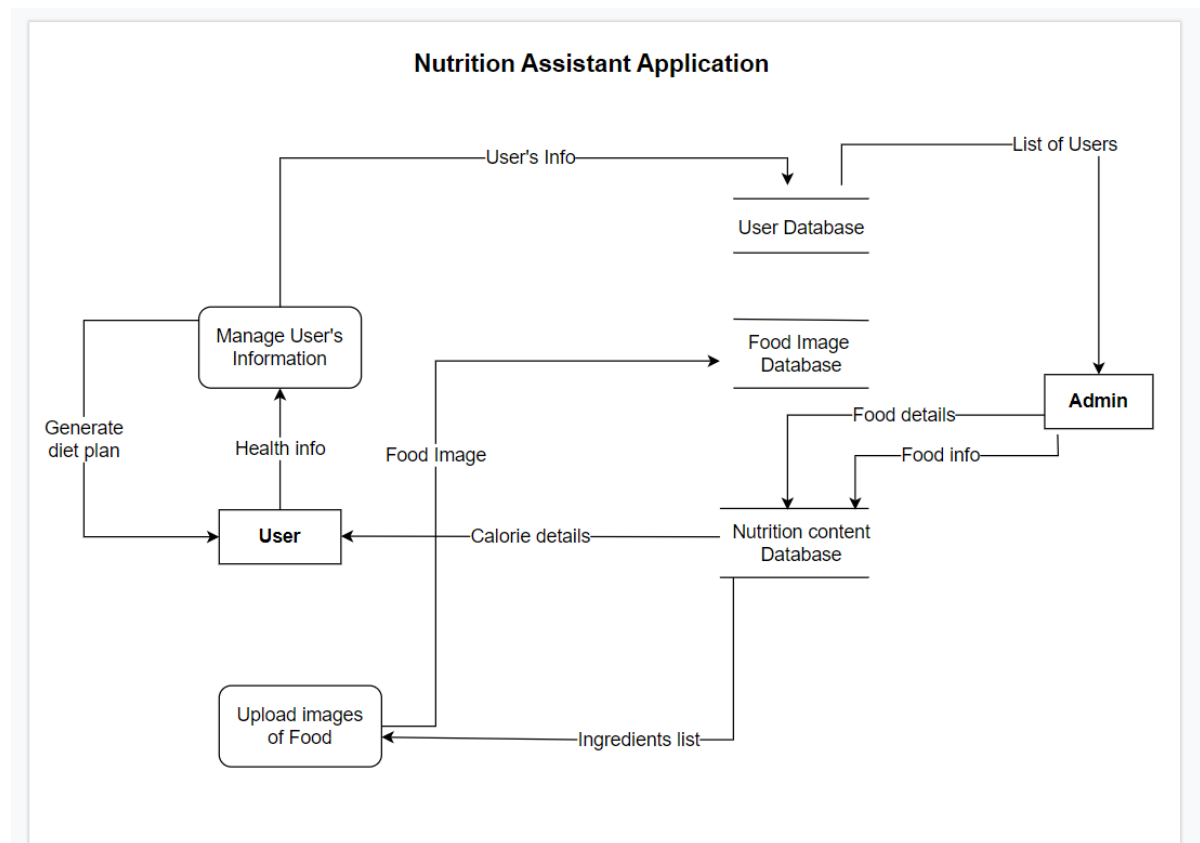 Nutrition Assistant Application
List of Users
User's Info
User Database
Manage User's
Information
Food Image
Database
Admin
Food details
Generate
diet plan
Health info
Food Image
Food info
User
Calorie details
Nutrition content
Database
Upload images
of Food
Ingredients list